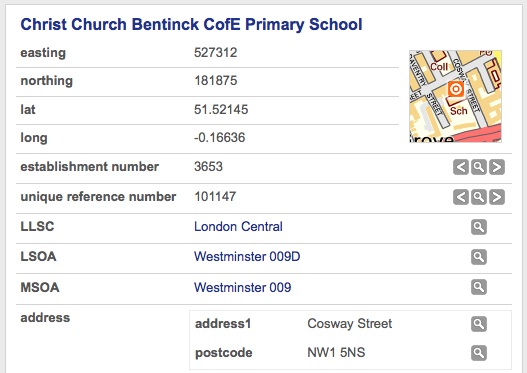 Christ Church Bentinck CofE Primary School
easting 527312
northing 181875
lat 51.52145
long -0.16636
Coll
DAVENTRY STREET
COSWAY STREET
Sch
rove
establishment number 3653
unique reference number 101147
LLSC London Central
LSOA Westminster 009D
MSOA Westminster 009
address address1 Cosway Street
postcode NW1 5NS